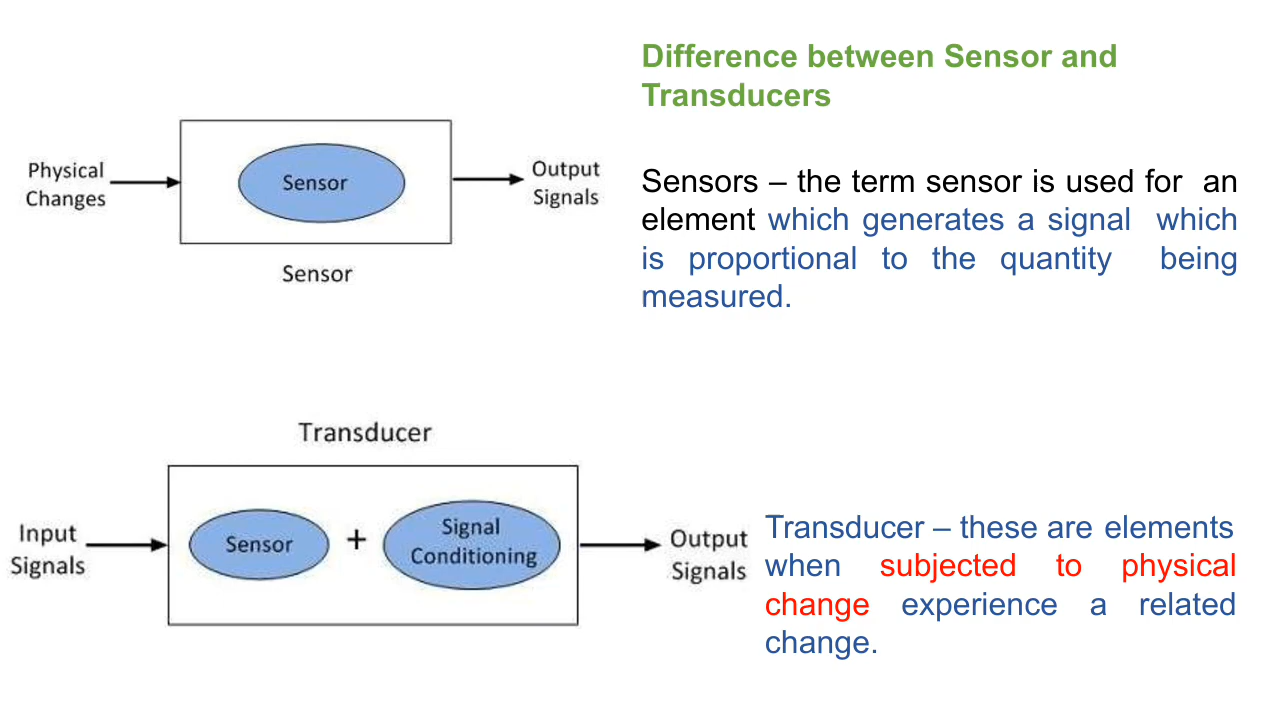 Difference between Sensor and
Transducers
Physical
Changes
Sensor
Output
Signals
Sensor
Sensors – the term sensor is used for an
element which generates a signal which
is proportional to the quantity being
measured.
Transducer
Input
Signals
Sensor
+
Signal
Conditioning
Output
Signals
Transducer – these are elements
when subjected to physical
change experience a related
change.